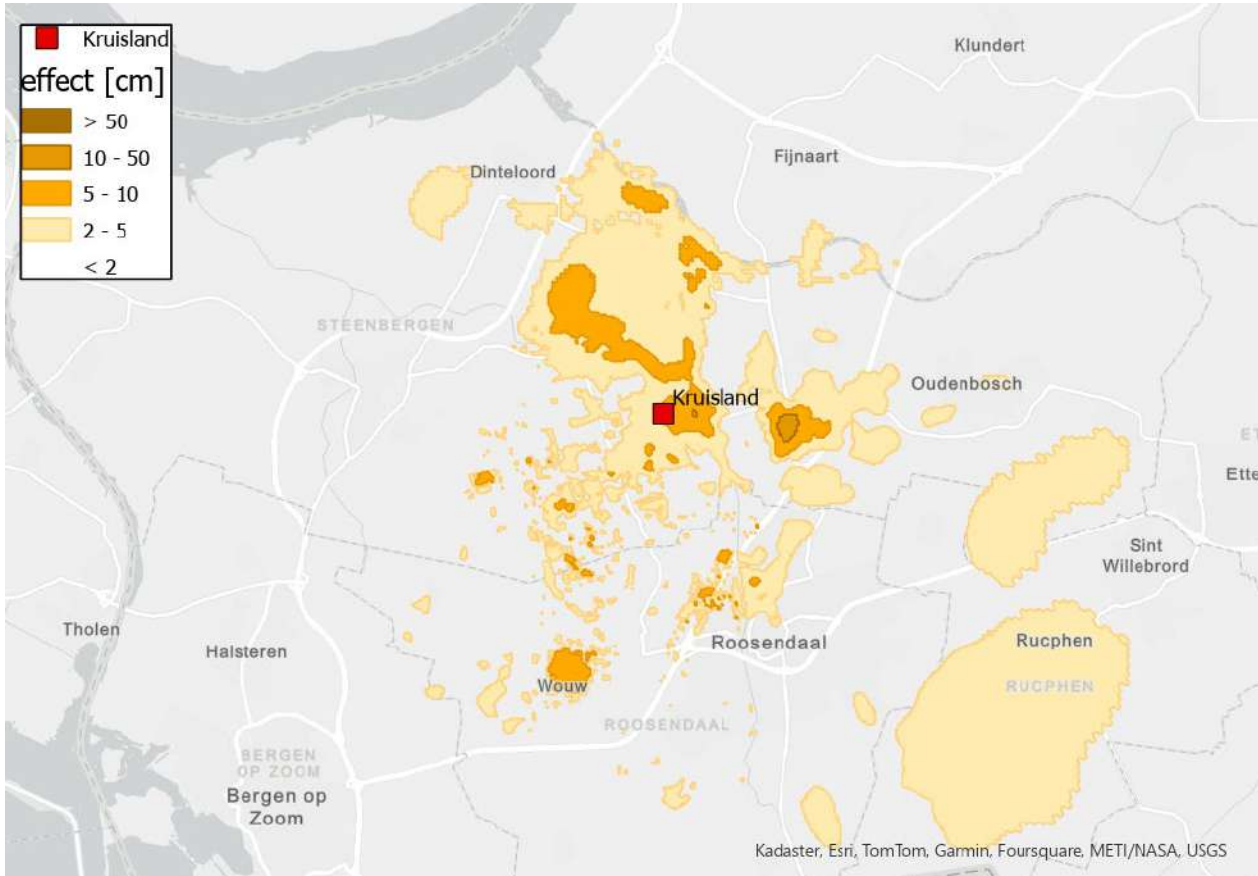 Kruisland
effect [cm]
> 50
10 - 50
5 - 10
2 - 5
< 2
Klundert
Fijnaart
Dinteloord
STEENBERGEN
Oudenbosch
Kruisland
ET
Ette
Sint
Willebrord
Tholen
Halsteren
Roosendaal
Rucphen
Wouw
RUCPHEN
ROOSENDAAL
BERGEN
OP ZOOM
Bergen op
Zoom
Kadaster, Esri, TomTom, Garmin, Foursquare, METI/NASA, USGS